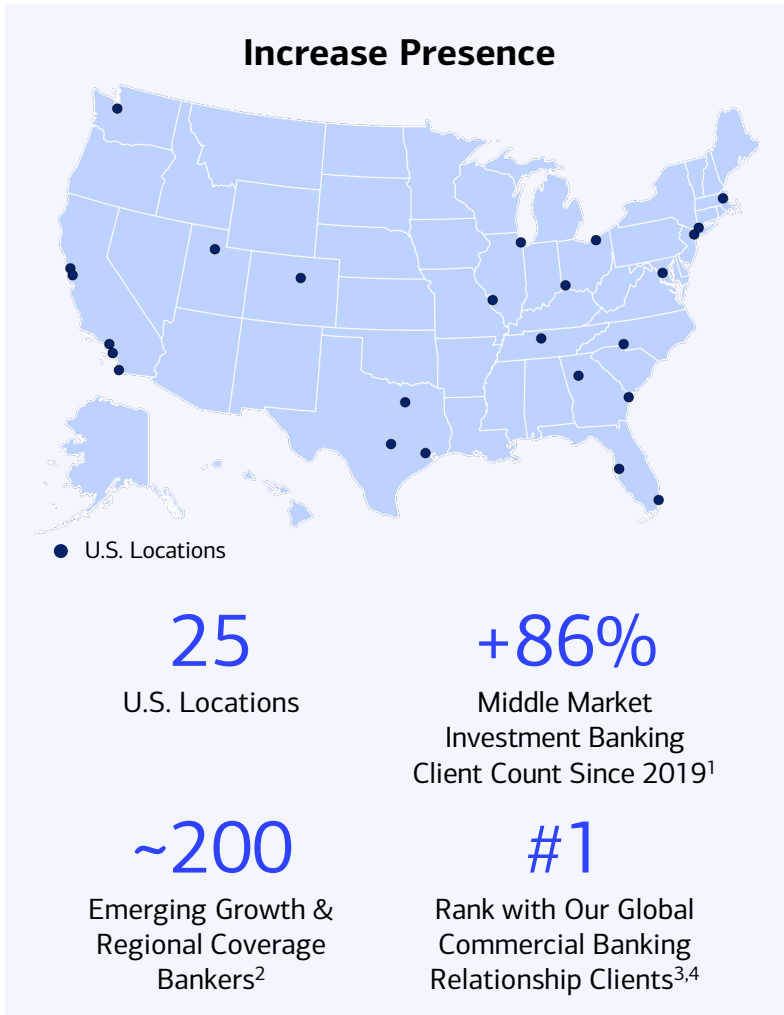 Increase Presence
U.S. Locations
25
U.S. Locations
+86%
Middle Market
Investment Banking
Client Count Since 2019¹
~200
Emerging Growth &
Regional Coverage
Bankers²
#1
Rank with Our Global
Commercial Banking
Relationship Clients³,⁴